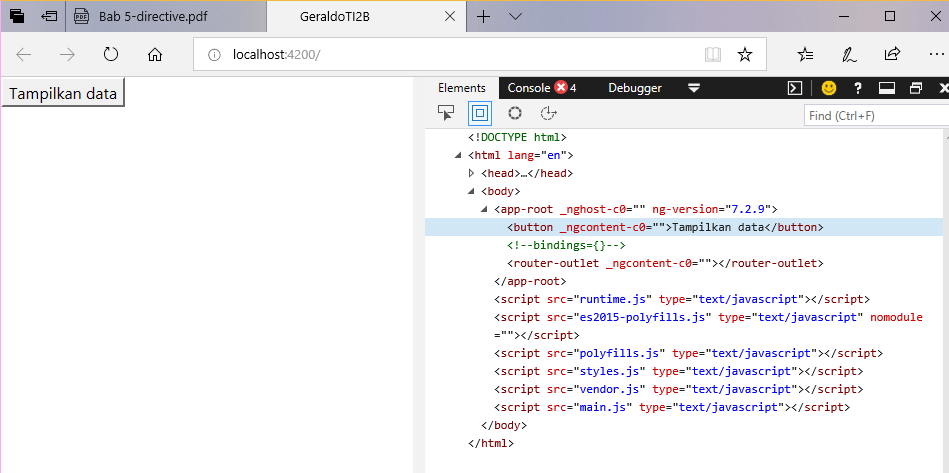 Bab 5-directive.pdf
GeraldoTI2B
localhost:4200/
Tampilkan data
Elements Console 4 Debugger
Find (Ctrl+F)
<!DOCTYPE html>
<html lang="en">
<head>…</head>
<body>
<app-root _nghost-c0="" ng-version="7.2.9">
<button _ngcontent-c0="">Tampilkan data</button>
<!--bindings={}-->
<router-outlet _ngcontent-c0=""></router-outlet>
</app-root>
<script src="runtime.js" type="text/javascript"></script>
<script src="es2015-polyfills.js" type="text/javascript" nomodule
=""></script>
<script src="polyfills.js" type="text/javascript"></script>
<script src="styles.js" type="text/javascript"></script>
<script src="vendor.js" type="text/javascript"></script>
<script src="main.js" type="text/javascript"></script>
</body>
</html>